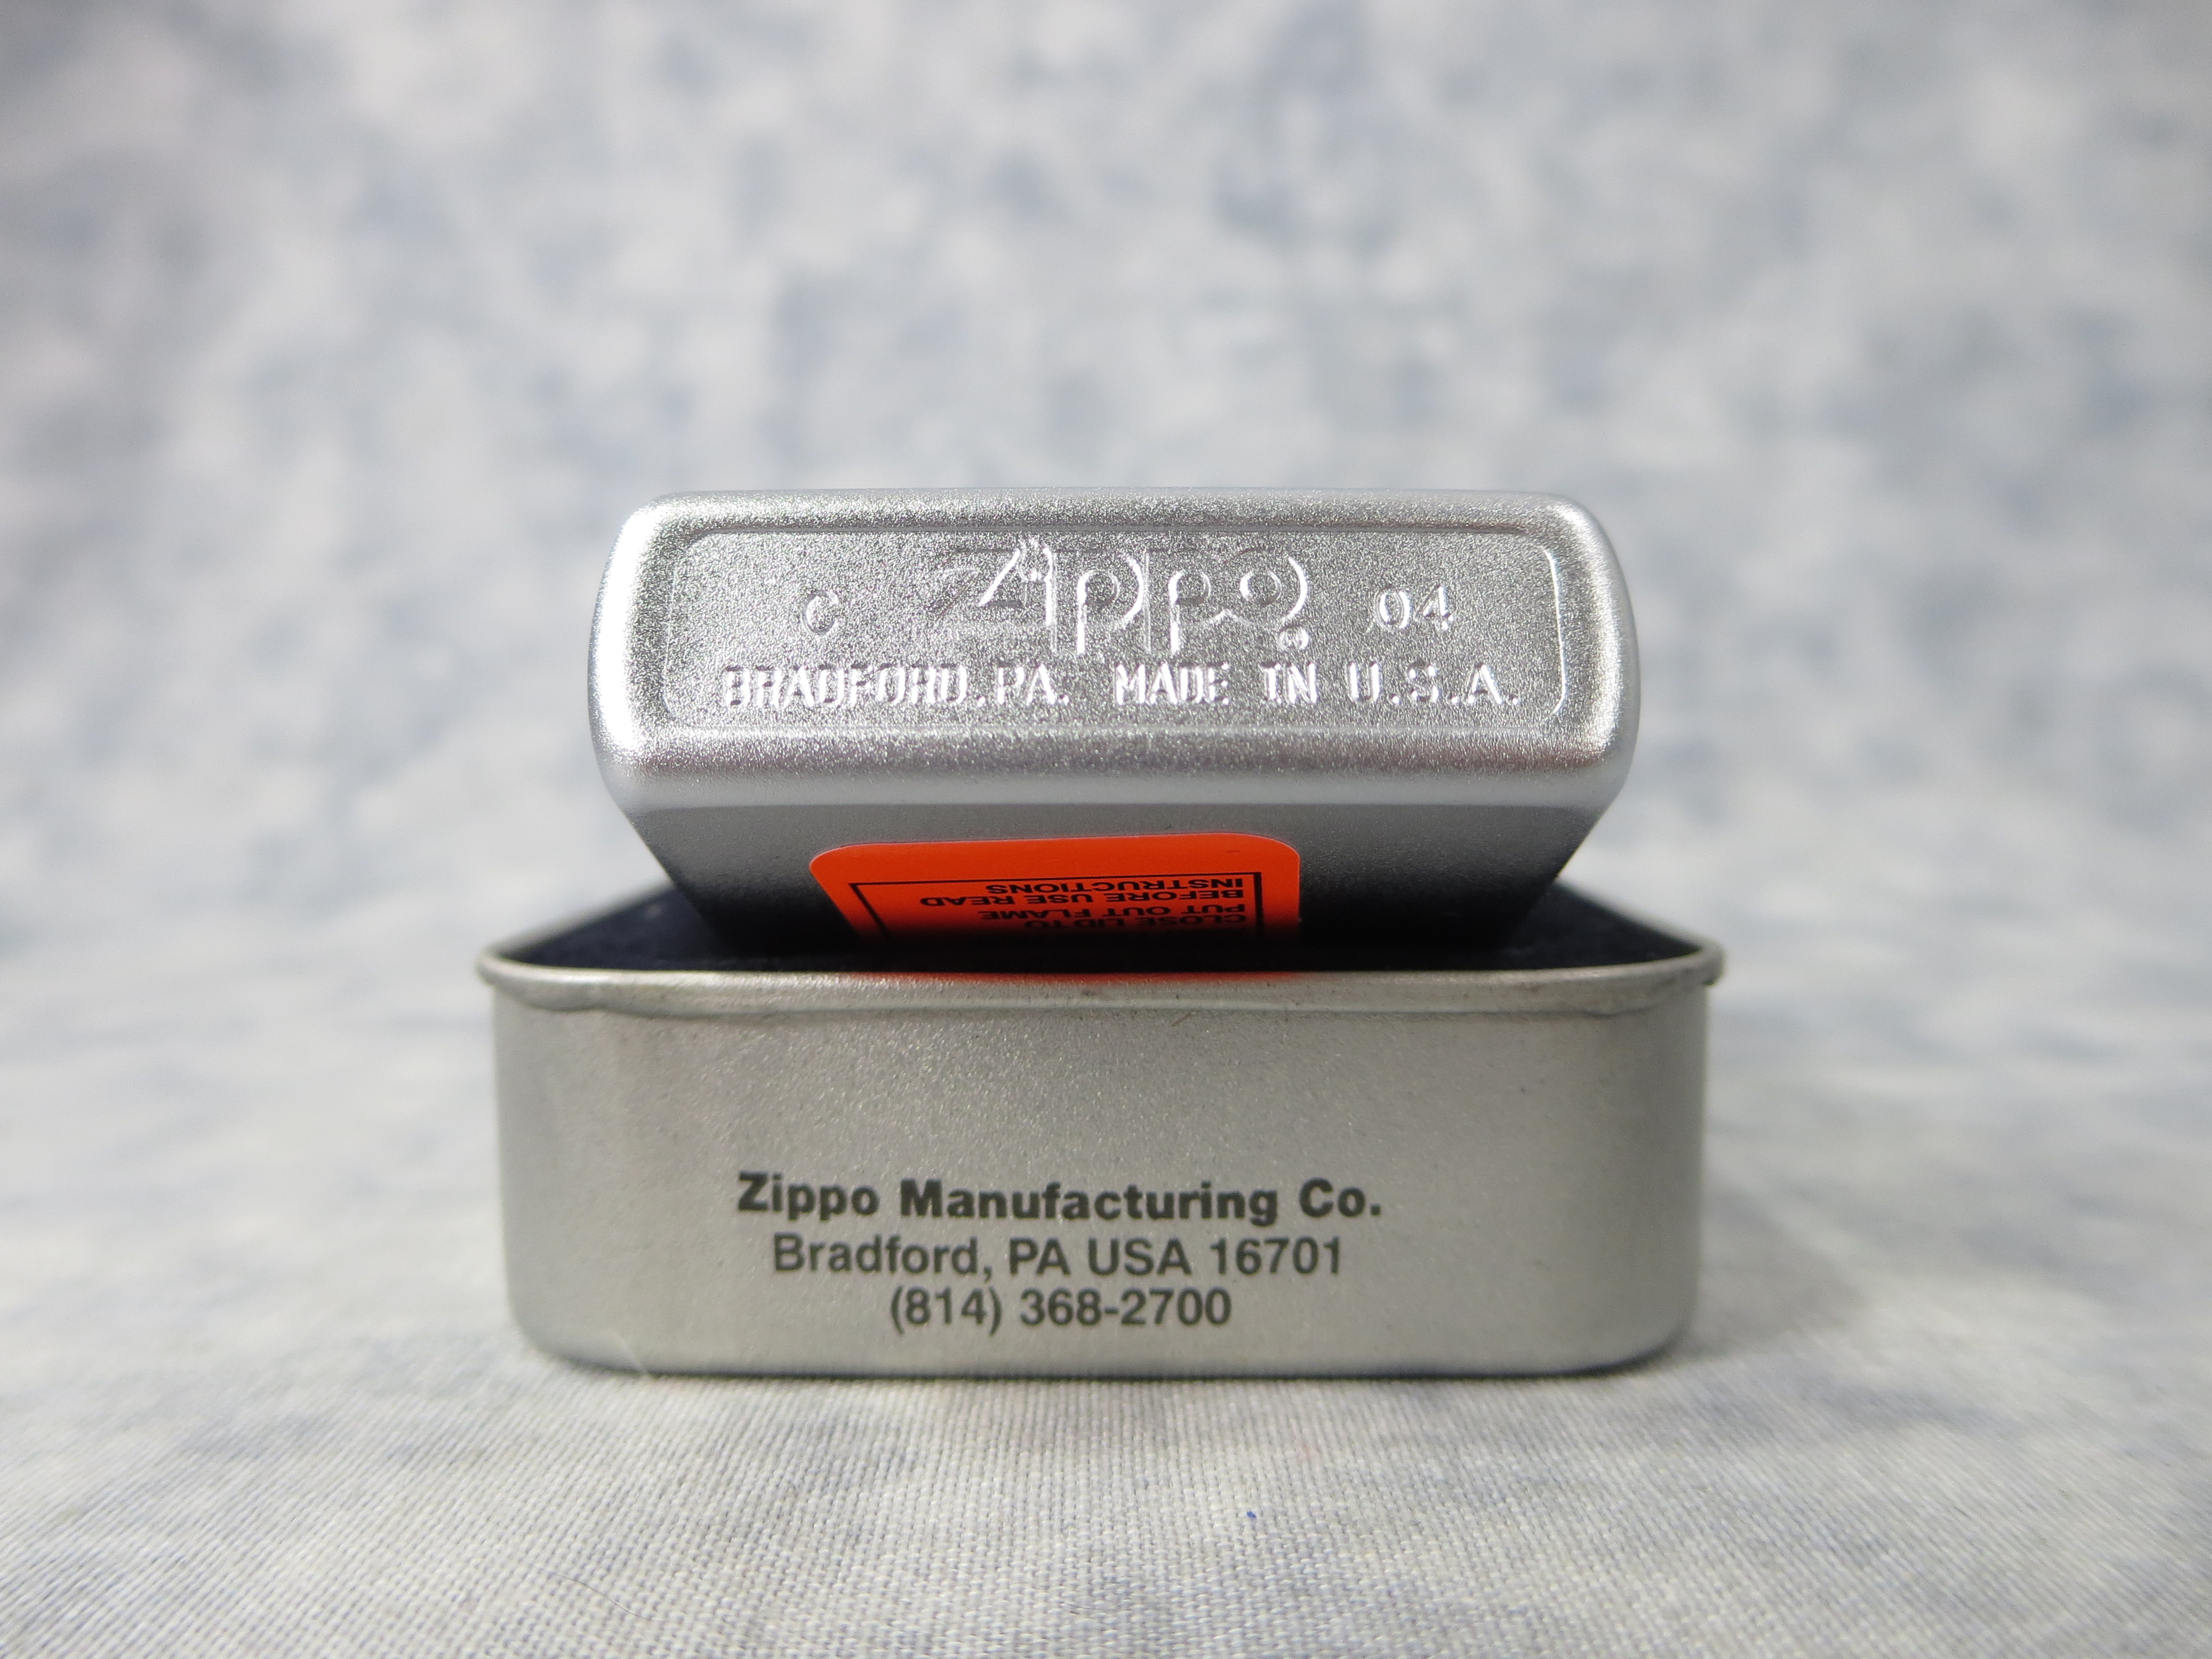 C Zippo ® 04
BRADFORD, PA. MADE IN U.S.A.
CLOSE LID TO
PUT OUT FLAME
BEFORE USE READ
INSTRUCTIONS
Zippo Manufacturing Co.
Bradford, PA USA 16701
(814) 368-2700